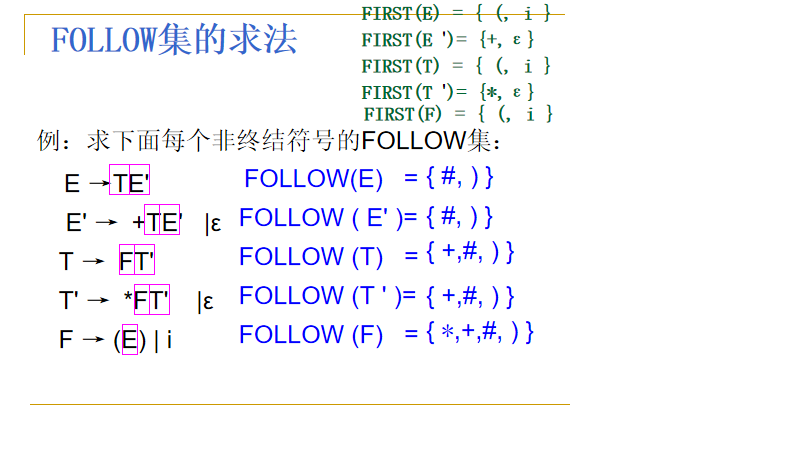 FOLLOW集的求法
FIRST(E) = { (, i }
FIRST(E ')= {+, ε}
FIRST(T) = { (, i }
FIRST(T ')= {*, ε}
FIRST(F) = { (, i }
例：求下面每个非终结符号的FOLLOW集：
E →TE' FOLLOW(E) = { #, ) }
E' → +TE' |ε FOLLOW ( E' )= { #, ) }
T → FT' FOLLOW (T) = { +,#, ) }
T' → *FT' |ε FOLLOW (T ' )= { +,#, ) }
F → (E) | i FOLLOW (F) = { *,+,#, ) }